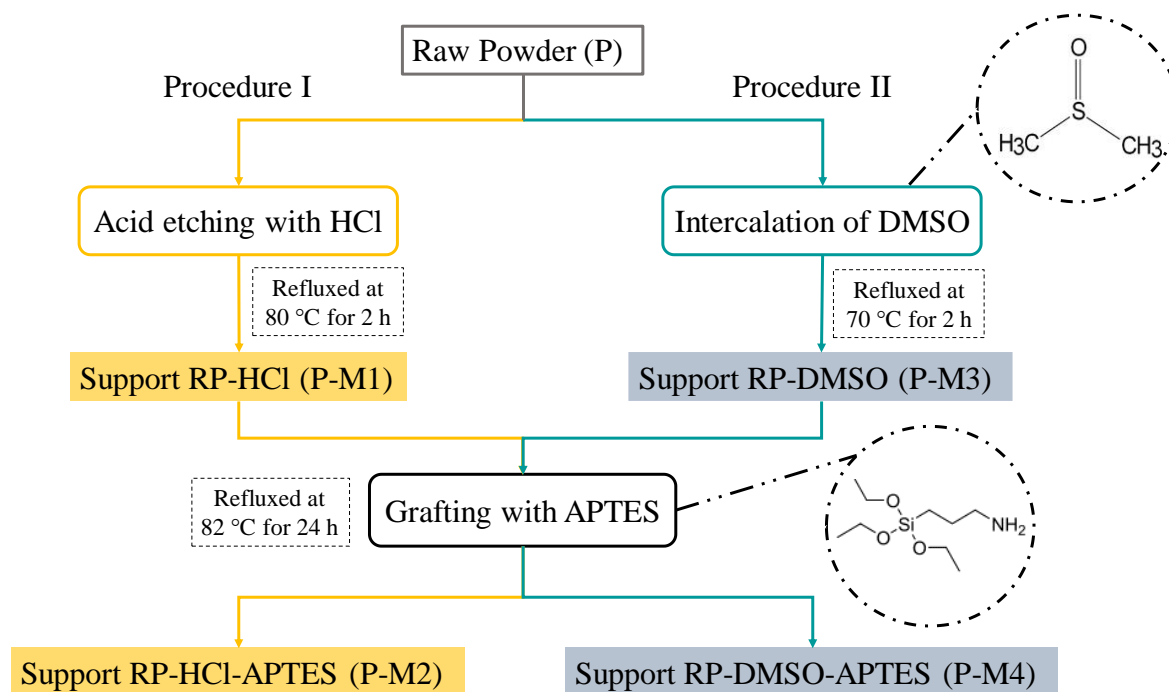 Raw Powder (P)
Procedure I
Procedure II
O
S
H3C
CH3.
Acid etching with HCl
Intercalation of DMSO
Refluxed at
80 °C for 2 h
Refluxed at
70 °C for 2 h
Support RP-HCl (P-M1)
Support RP-DMSO (P-M3)
Refluxed at
82 °C for 24 h
Grafting with APTES
O
O
Si
NH2
O
Support RP-HCl-APTES (P-M2)
Support RP-DMSO-APTES (P-M4)